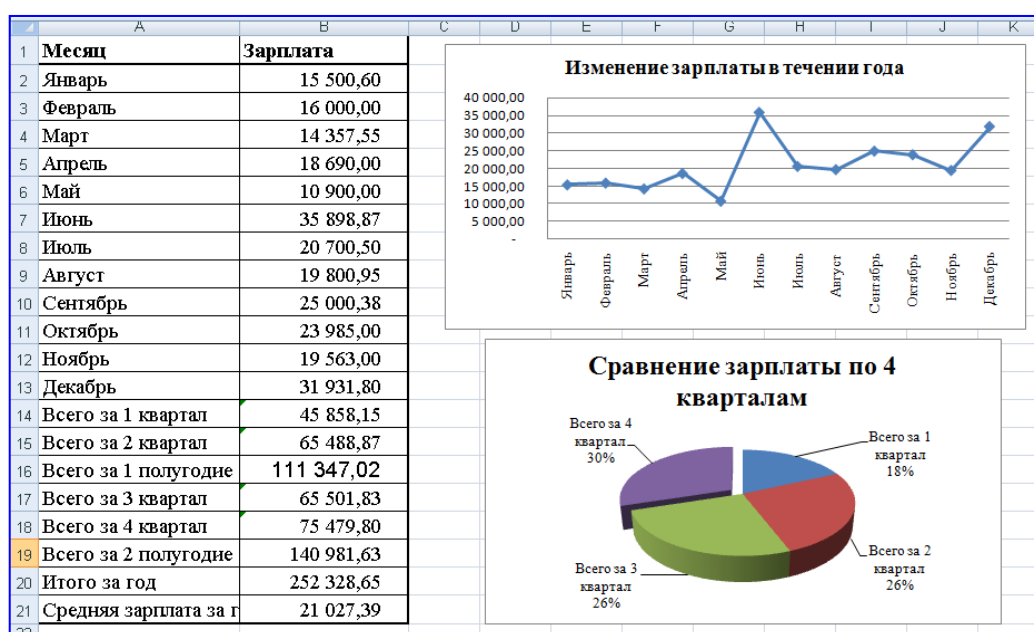 A B C D E F G H I J K
1 Месяц Зарплата
2 Январь 15 500,60
3 Февраль 16 000,00
4 Март 14 357,55
5 Апрель 18 690,00
6 Май 10 900,00
7 Июнь 35 898,87
8 Июль 20 700,50
9 Август 19 800,95
10 Сентябрь 25 000,38
11 Октябрь 23 985,00
12 Ноябрь 19 563,00
13 Декабрь 31 931,80
14 Всего за 1 квартал 45 858,15
15 Всего за 2 квартал 65 488,87
16 Всего за 1 полугодие 111 347,02
17 Всего за 3 квартал 65 501,83
18 Всего за 4 квартал 75 479,80
19 Всего за 2 полугодие 140 981,63
20 Итого за год 252 328,65
21 Средняя зарплата за г 21 027,39
Изменение зарплаты в течении года
40 000,00
35 000,00
30 000,00
25 000,00
20 000,00
15 000,00
10 000,00
5 000,00
-
Январь
Февраль
Март
Апрель
Май
Июнь
Июль
Август
Сентябрь
Октябрь
Ноябрь
Декабрь
Сравнение зарплаты по 4
кварталам
Всего за 4
квартал
30%
Всего за 1
квартал
18%
Всего за 3
квартал
26%
Всего за 2
квартал
26%